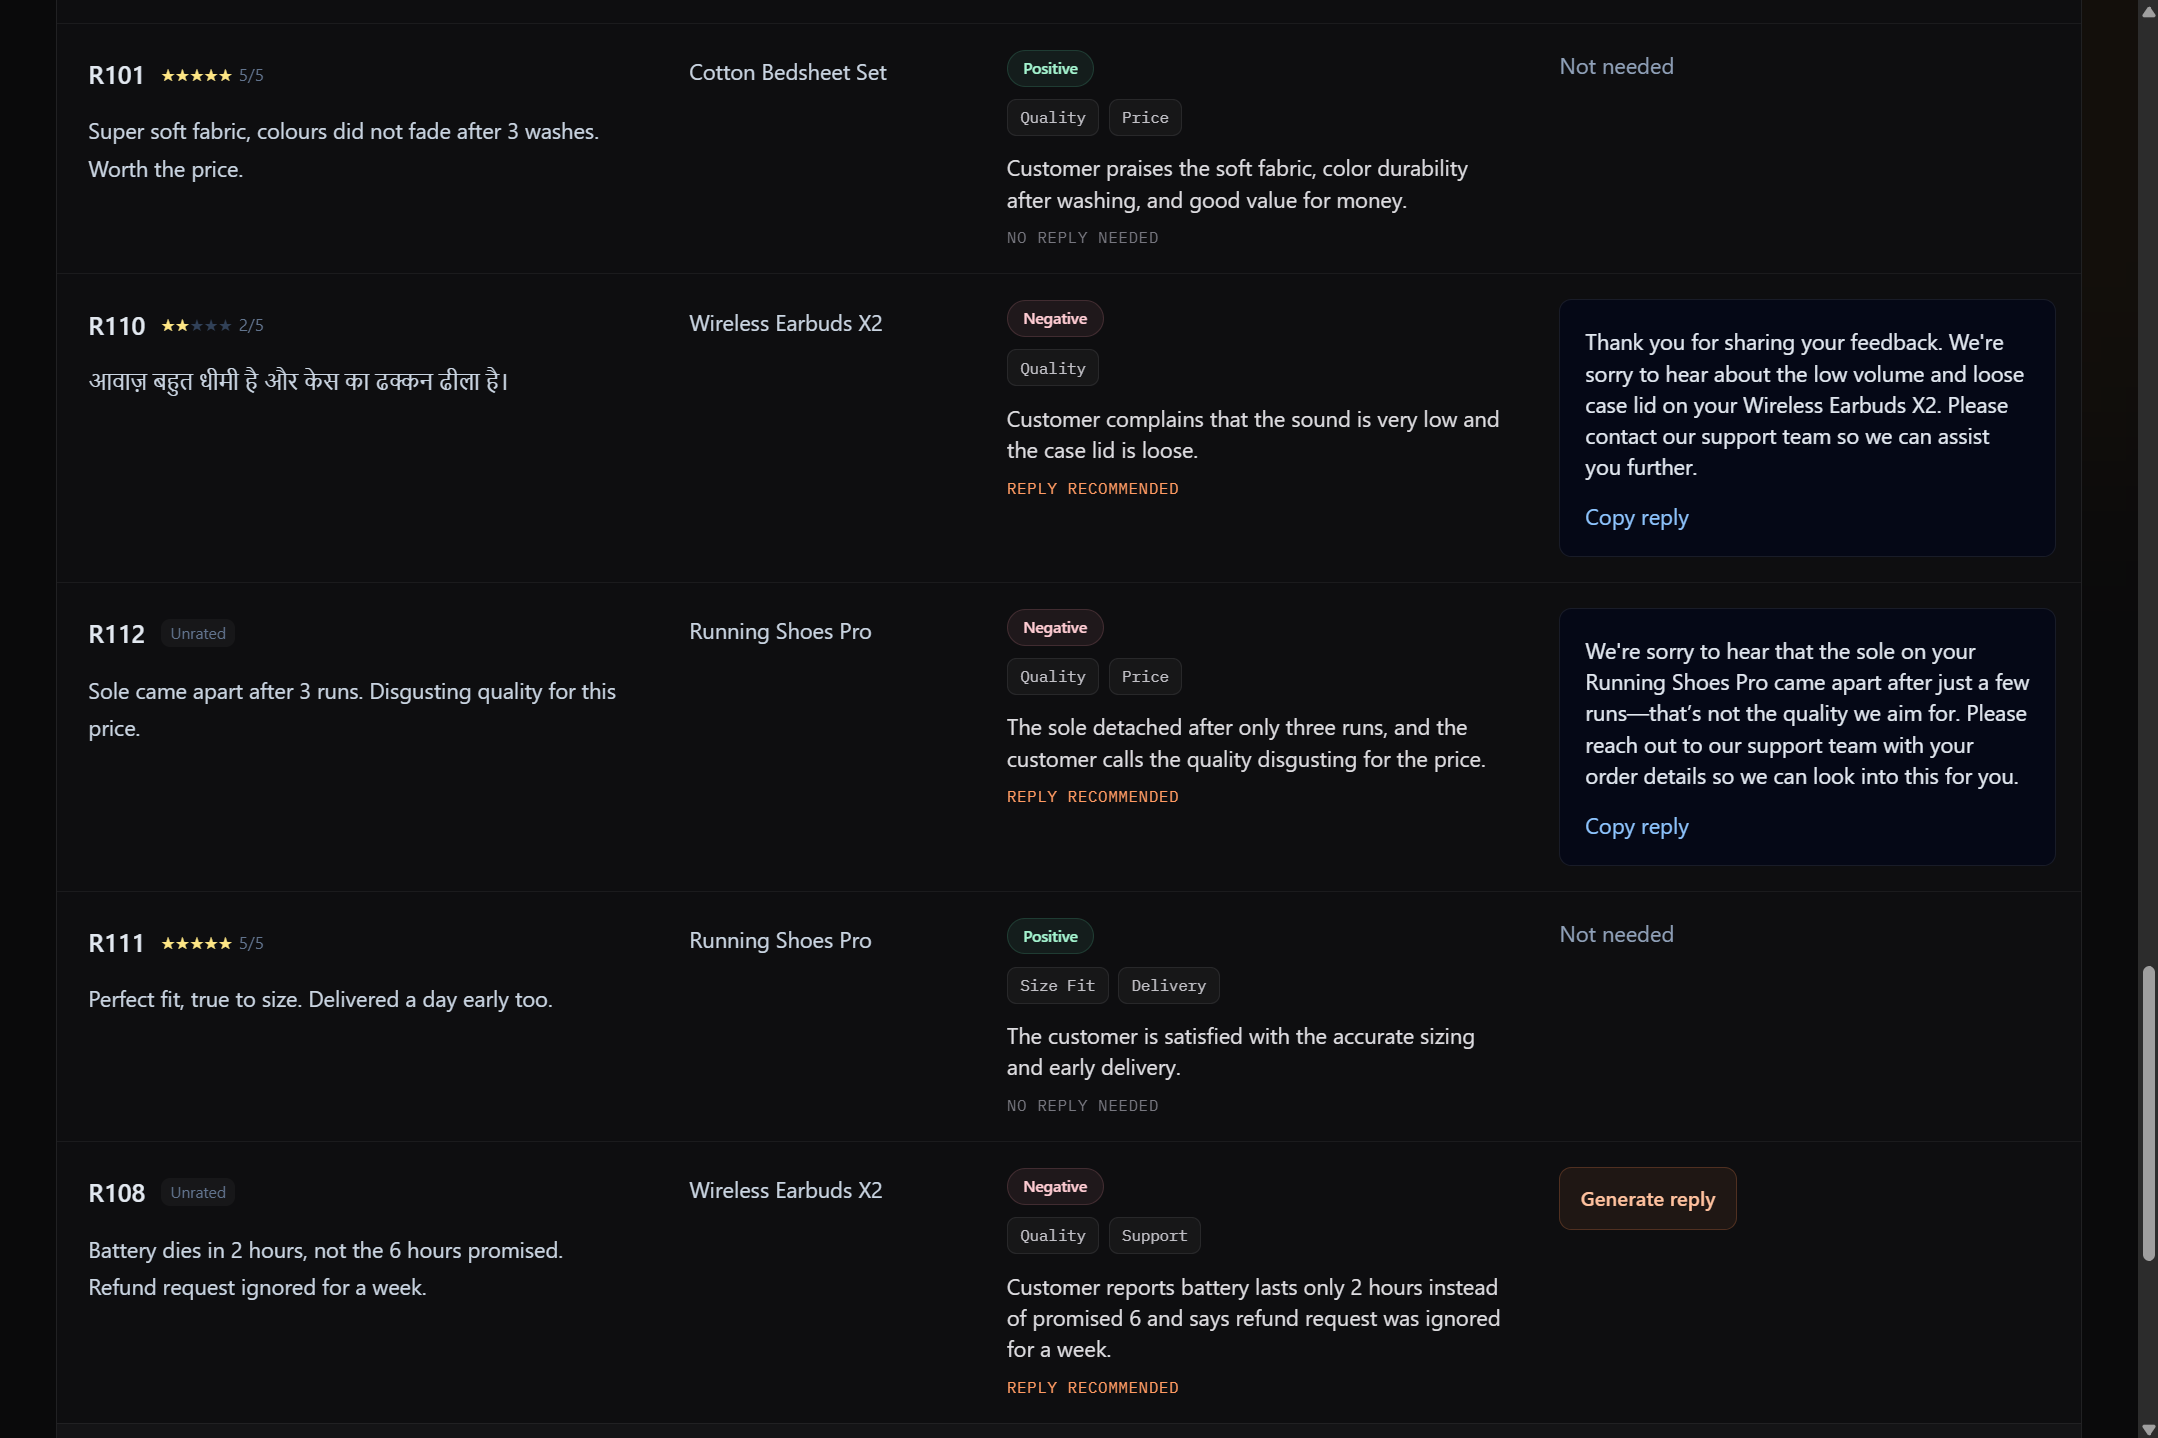 R101 ★★★★★ 5/5
Super soft fabric, colours did not fade after 3 washes.
Worth the price.
Cotton Bedsheet Set
Positive
Quality Price
Customer praises the soft fabric, color durability
after washing, and good value for money.
NO REPLY NEEDED
Not needed
R110 ★★★★★ 2/5
आवाज़ बहुत धीमी है और केस का ढक्कन ढीला है।
Wireless Earbuds X2
Negative
Quality
Customer complains that the sound is very low and
the case lid is loose.
REPLY RECOMMENDED
Thank you for sharing your feedback. We're
sorry to hear about the low volume and loose
case lid on your Wireless Earbuds X2. Please
contact our support team so we can assist
you further.
Copy reply
R112 Unrated
Sole came apart after 3 runs. Disgusting quality for this
price.
Running Shoes Pro
Negative
Quality Price
The sole detached after only three runs, and the
customer calls the quality disgusting for the price.
REPLY RECOMMENDED
We're sorry to hear that the sole on your
Running Shoes Pro came apart after just a few
runs—that’s not the quality we aim for. Please
reach out to our support team with your
order details so we can look into this for you.
Copy reply
R111 ★★★★★ 5/5
Perfect fit, true to size. Delivered a day early too.
Running Shoes Pro
Positive
Size Fit Delivery
The customer is satisfied with the accurate sizing
and early delivery.
NO REPLY NEEDED
Not needed
R108 Unrated
Battery dies in 2 hours, not the 6 hours promised.
Refund request ignored for a week.
Wireless Earbuds X2
Negative
Quality Support
Customer reports battery lasts only 2 hours instead
of promised 6 and says refund request was ignored
for a week.
REPLY RECOMMENDED
Generate reply